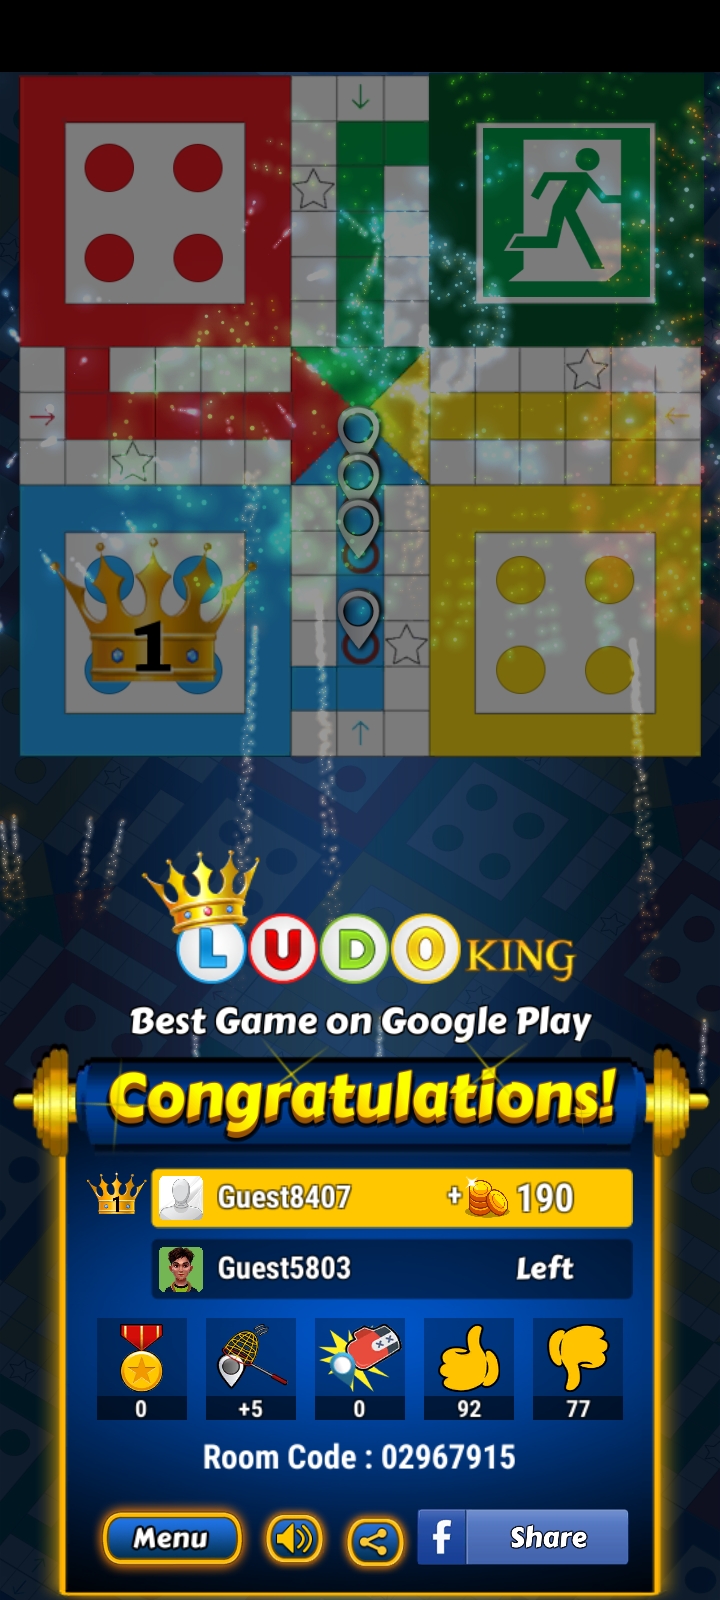 1
LUDO KING
Best Game on Google Play
Congratulations!
1 Guest8407 + 190
Guest5803 Left
0 +5 0 92 77
Room Code : 02967915
Menu f Share